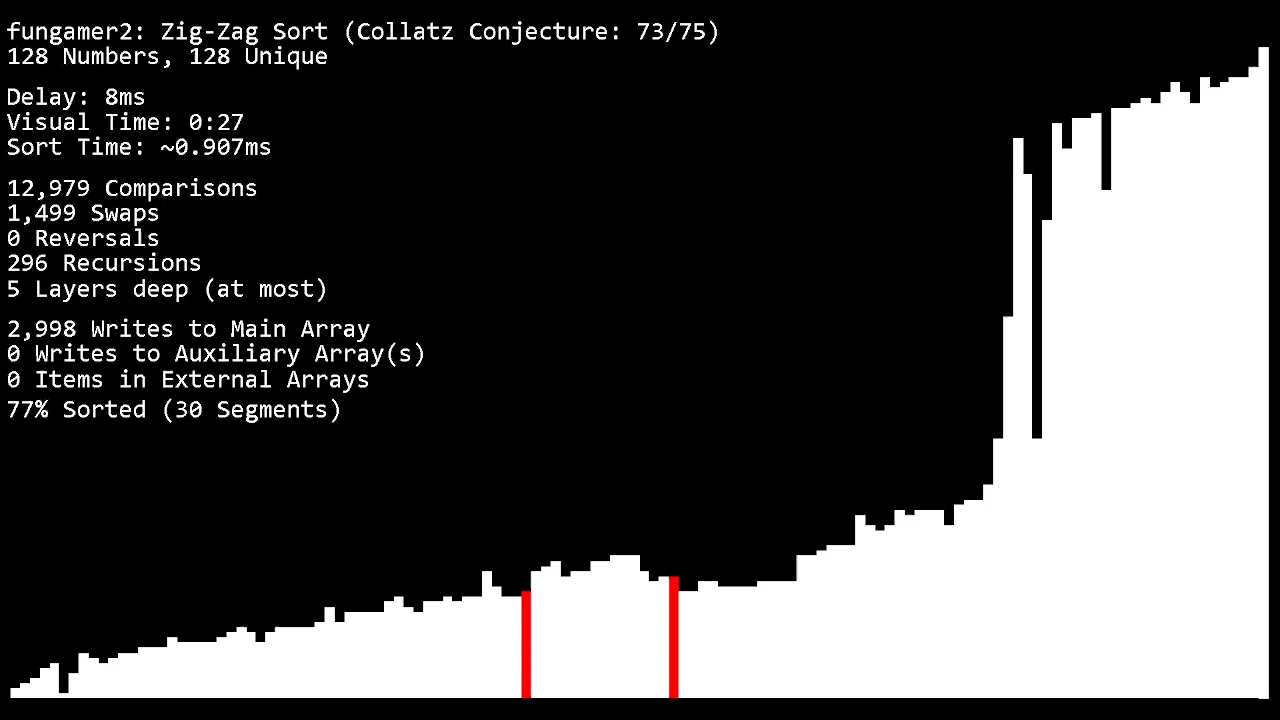 fungamer2: Zig-Zag Sort (Collatz Conjecture: 73/75)
128 Numbers, 128 Unique
Delay: 8ms
Visual Time: 0:27
Sort Time: ~0.907ms
12,979 Comparisons
1,499 Swaps
0 Reversals
296 Recursions
5 Layers deep (at most)
2,998 Writes to Main Array
0 Writes to Auxiliary Array(s)
0 Items in External Arrays
77% Sorted (30 Segments)